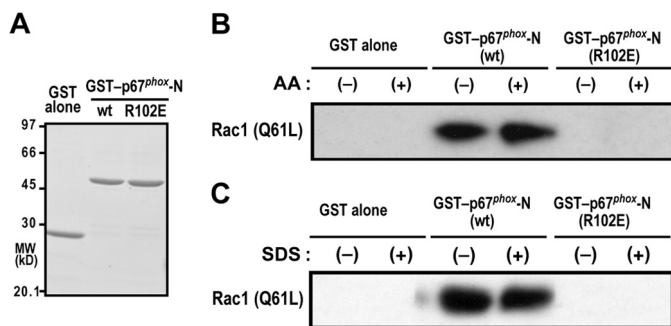 A
GST alone
GST–p67phox-N
wt R102E
97
66
45
30
MW (kD)
20.1
B
GST alone
GST–p67phox-N (wt)
GST–p67phox-N (R102E)
AA : (–) (+) (–) (+) (–) (+)
Rac1 (Q61L)
C
GST alone
GST–p67phox-N (wt)
GST–p67phox-N (R102E)
SDS : (–) (+) (–) (+) (–) (+)
Rac1 (Q61L)